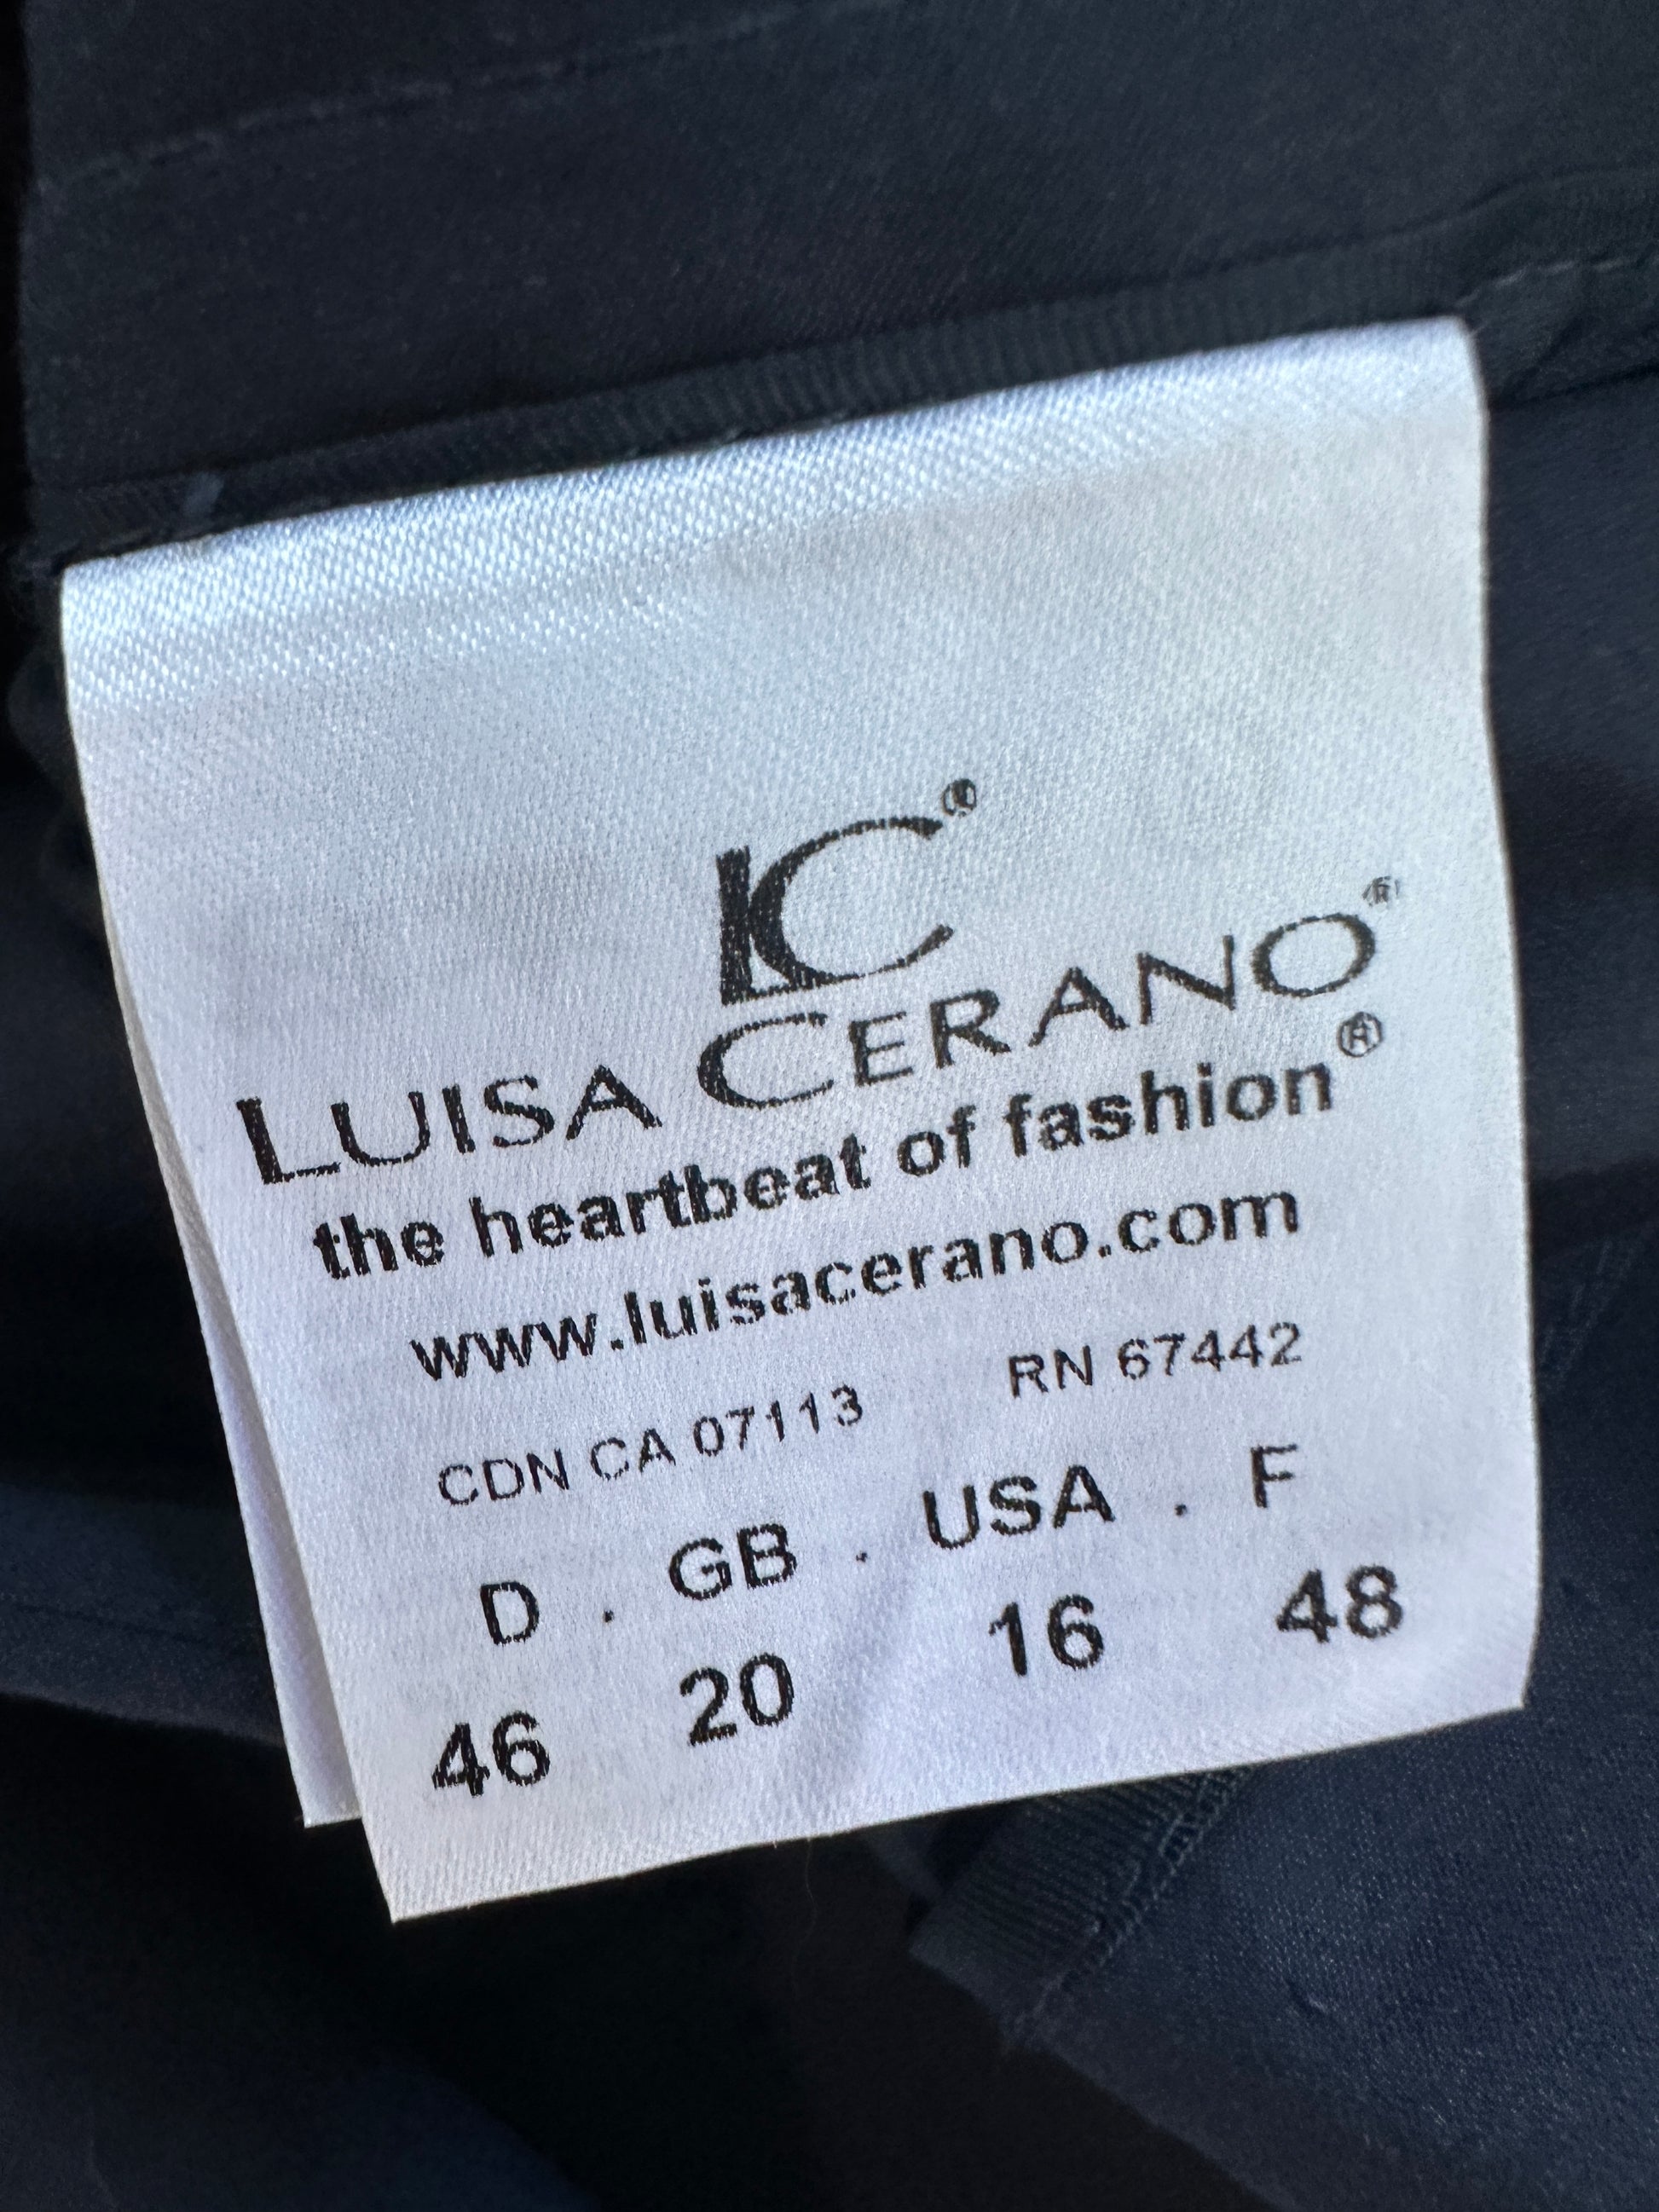 LC®
LUISA CERANO®
the heartbeat of fashion®
www.luisacerano.com
CDN CA 07113 RN 67442
D . GB . USA . F
46 20 16 48